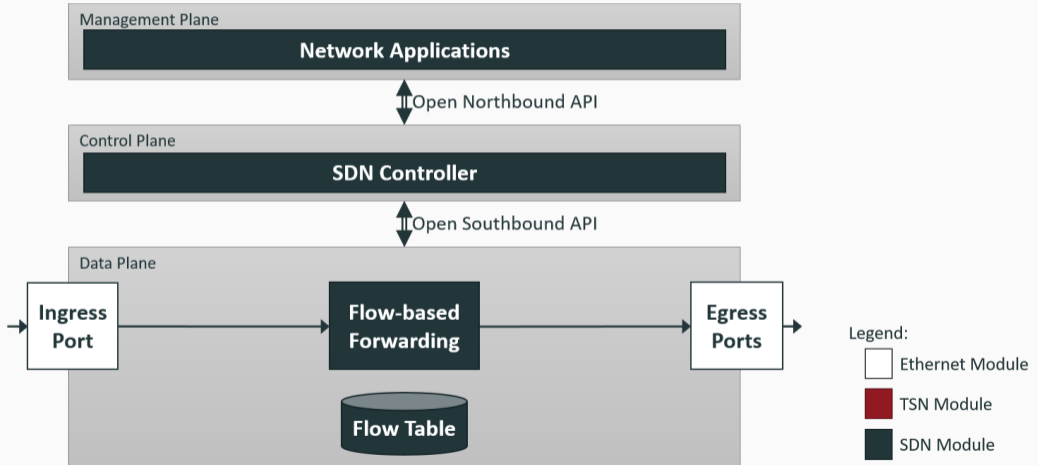 Management Plane
Network Applications
Open Northbound API
Control Plane
SDN Controller
Open Southbound API
Data Plane
Ingress
Port
Flow-based
Forwarding
Egress
Ports
Flow Table
Legend:
Ethernet Module
TSN Module
SDN Module